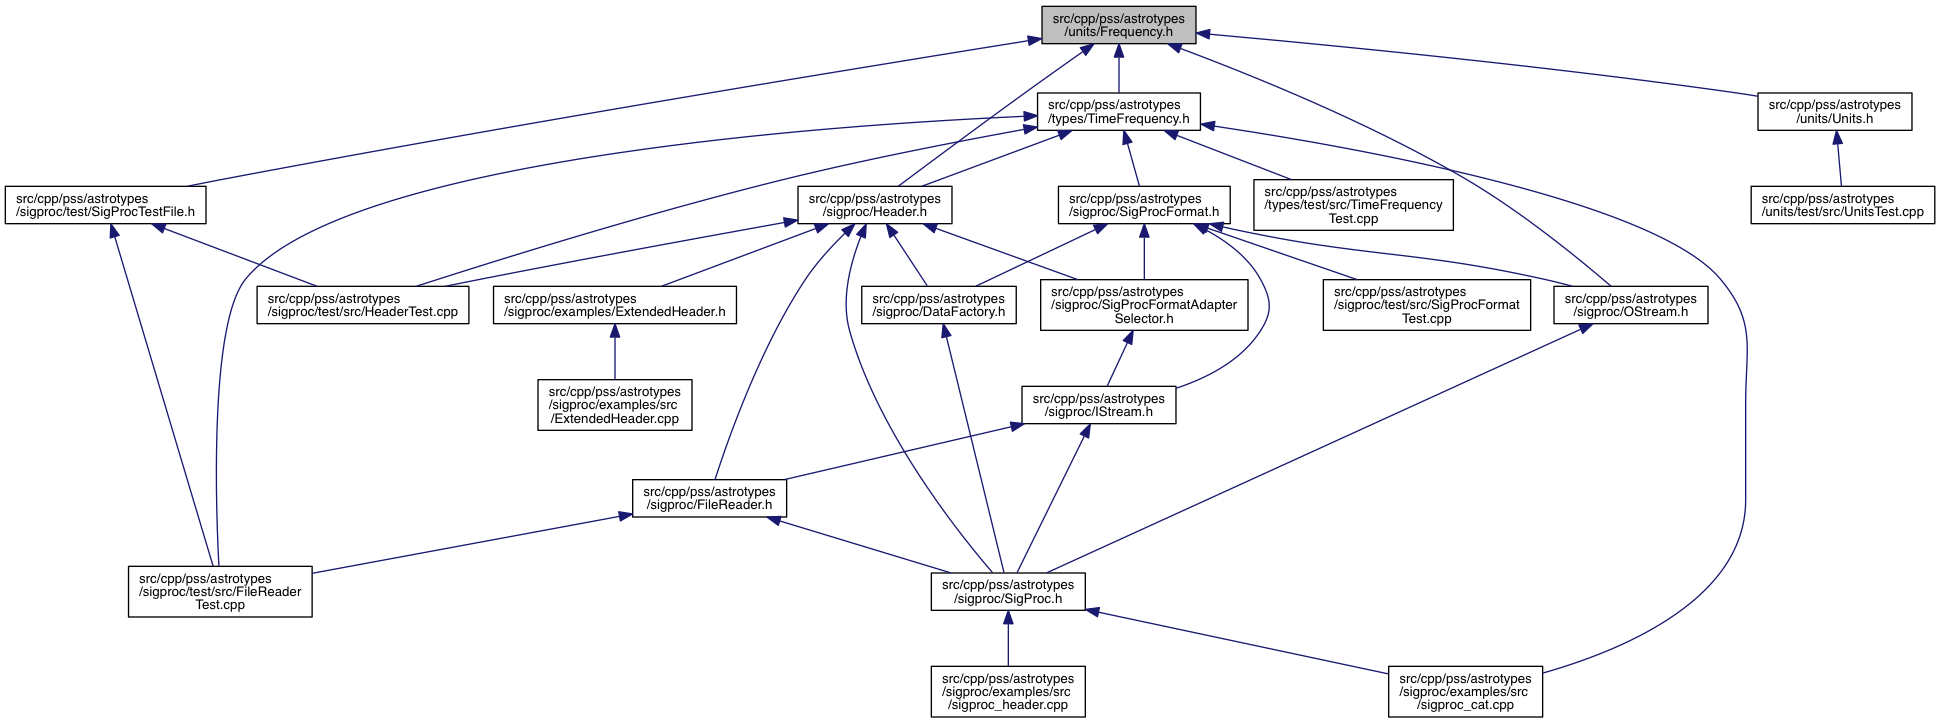 src/cpp/pss/astrotypes
/units/Frequency.h
src/cpp/pss/astrotypes
/types/TimeFrequency.h
src/cpp/pss/astrotypes
/units/Units.h
src/cpp/pss/astrotypes
/sigproc/test/SigProcTestFile.h
src/cpp/pss/astrotypes
/sigproc/Header.h
src/cpp/pss/astrotypes
/sigproc/SigProcFormat.h
src/cpp/pss/astrotypes
/types/test/src/TimeFrequency
Test.cpp
src/cpp/pss/astrotypes
/units/test/src/UnitsTest.cpp
src/cpp/pss/astrotypes
/sigproc/test/src/HeaderTest.cpp
src/cpp/pss/astrotypes
/sigproc/examples/ExtendedHeader.h
src/cpp/pss/astrotypes
/sigproc/DataFactory.h
src/cpp/pss/astrotypes
/sigproc/SigProcFormatAdapter
Selector.h
src/cpp/pss/astrotypes
/sigproc/test/src/SigProcFormat
Test.cpp
src/cpp/pss/astrotypes
/sigproc/OStream.h
src/cpp/pss/astrotypes
/sigproc/examples/src
/ExtendedHeader.cpp
src/cpp/pss/astrotypes
/sigproc/IStream.h
src/cpp/pss/astrotypes
/sigproc/FileReader.h
src/cpp/pss/astrotypes
/sigproc/test/src/FileReader
Test.cpp
src/cpp/pss/astrotypes
/sigproc/SigProc.h
src/cpp/pss/astrotypes
/sigproc/examples/src
/sigproc_header.cpp
src/cpp/pss/astrotypes
/sigproc/examples/src
/sigproc_cat.cpp